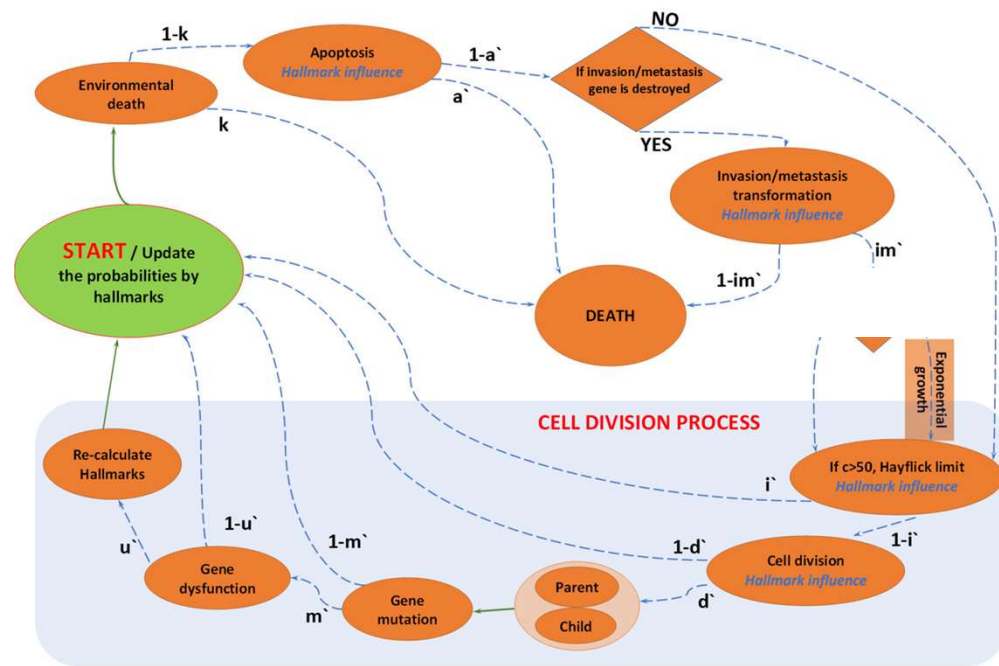 NO
1-k
Apoptosis
Hallmark influence
1-a`
If invasion/metastasis
gene is destroyed
Environmental
death
a`
k
YES
Invasion/metastasis
transformation
Hallmark influence
START / Update
the probabilities by
hallmarks
im`
1-im`
DEATH
Exponential
growth
CELL DIVISION PROCESS
Re-calculate
Hallmarks
If c>50, Hayflick limit
Hallmark influence
i`
1-i`
u`
1-u`
1-m`
1-d`
Cell division
Hallmark influence
Gene
dysfunction
m`
Gene
mutation
Parent
Child
d`